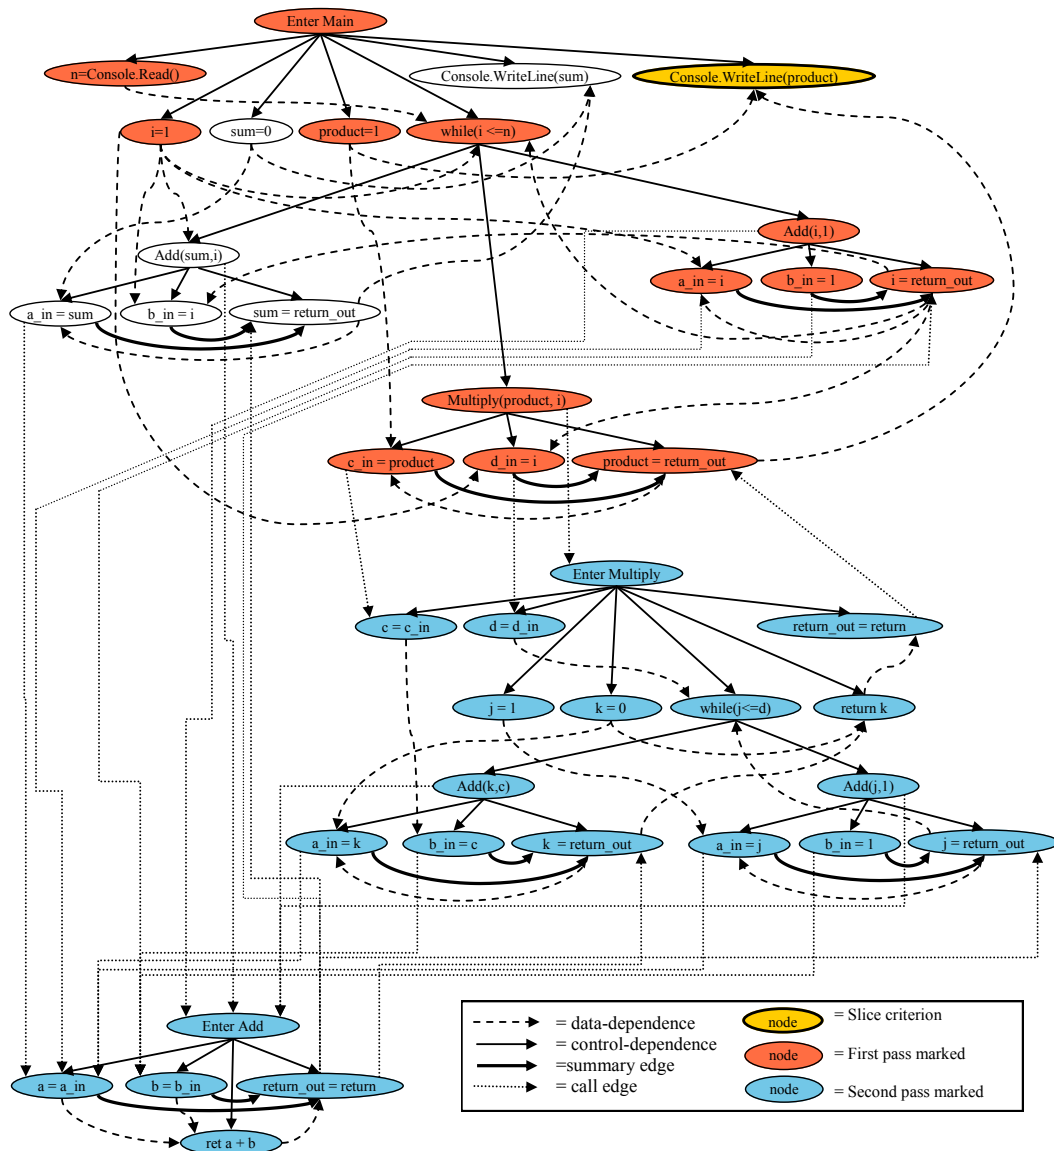 Enter Main
n=Console.Read()
Console.WriteLine(sum)
Console.WriteLine(product)
i=1
sum=0
product=1
while(i <=n)
Add(i,1)
Add(sum,i)
a_in = i
b_in = 1
i = return_out
a_in = sum
b_in = i
sum = return_out
Multiply(product, i)
c_in = product
d_in = i
product = return_out
Enter Multiply
c = c_in
d = d_in
return_out = return
j = 1
k = 0
while(j<=d)
return k
Add(k,c)
Add(j,1)
a_in = k
b_in = c
k = return_out
a_in = j
b_in = 1
j = return_out
Enter Add
a = a_in
b = b_in
return_out = return
ret a + b
= data-dependence
= control-dependence
=summary edge
= call edge
node
= Slice criterion
node
= First pass marked
node
= Second pass marked